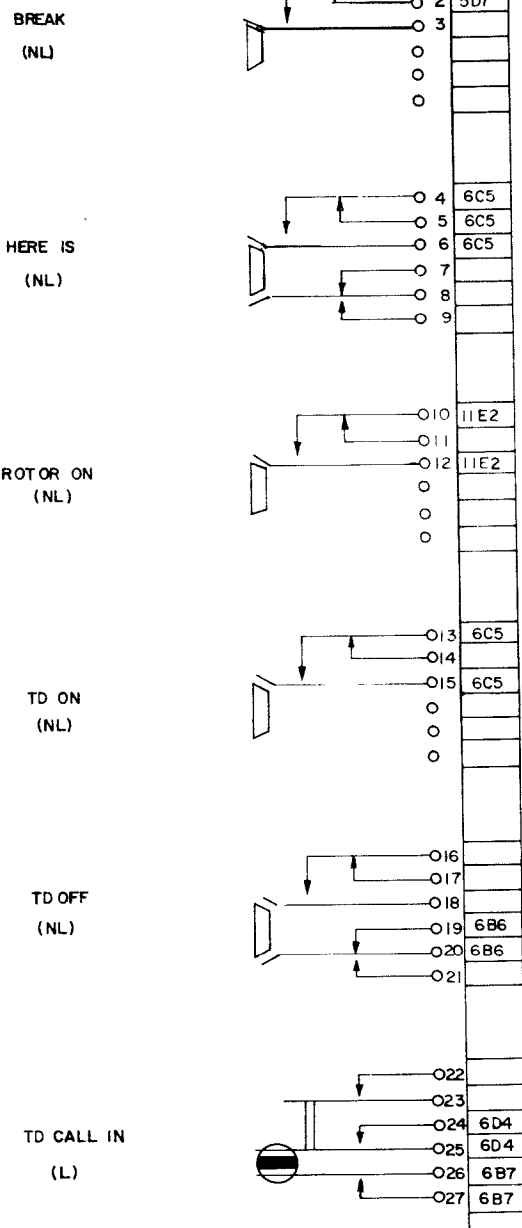 2 5D7
BREAK
3
(NL)
4 6C5
5 6C5
HERE IS
6 6C5
(NL)
7
8
9
10 11E2
11
ROTOR ON
12 11E2
(NL)
13 6C5
14
15 6C5
TD ON
(NL)
16
17
TD OFF
18
(NL)
19 6B6
20 6B6
21
22
23
24 6D4
TD CALL IN
25 6D4
(L)
26 6B7
27 6B7